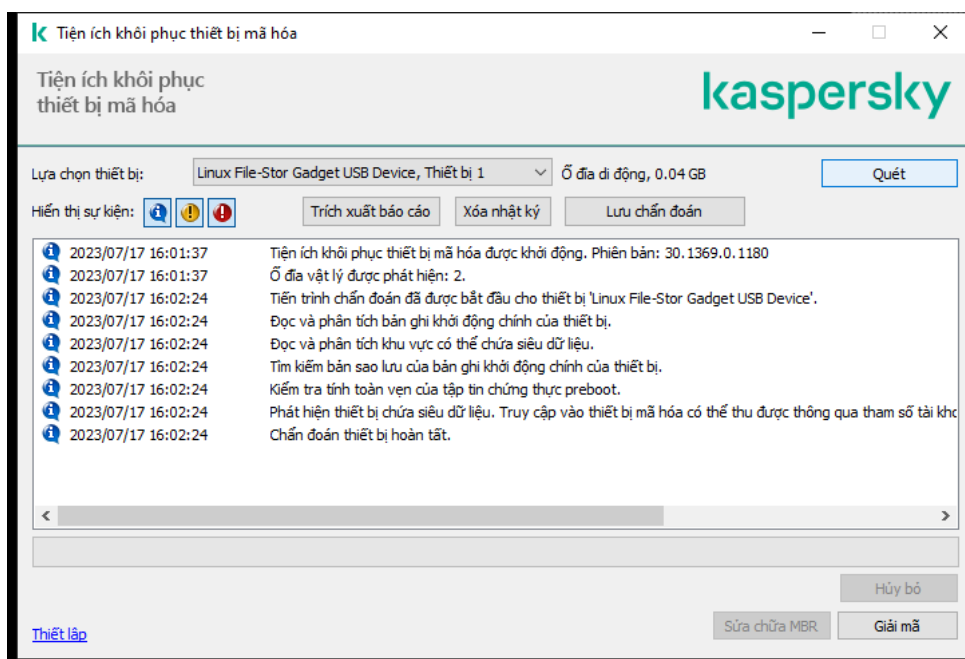 Tiện ích khôi phục thiết bị mã hóa
Tiện ích khôi phục
thiết bị mã hóa
kaspersky
Lựa chọn thiết bị: Linux File-Stor Gadget USB Device, Thiết bị 1 Ổ đĩa di động, 0.04 GB Quét
Hiển thị sự kiện: Trích xuất báo cáo Xóa nhật ký Lưu chẩn đoán
2023/07/17 16:01:37 Tiện ích khôi phục thiết bị mã hóa được khởi động. Phiên bản: 30.1369.0.1180
2023/07/17 16:01:37 Ổ đĩa vật lý được phát hiện: 2.
2023/07/17 16:02:24 Tiến trình chẩn đoán đã được bắt đầu cho thiết bị 'Linux File-Stor Gadget USB Device'.
2023/07/17 16:02:24 Đọc và phân tích bản ghi khởi động chính của thiết bị.
2023/07/17 16:02:24 Đọc và phân tích khu vực có thể chứa siêu dữ liệu.
2023/07/17 16:02:24 Tìm kiếm bản sao lưu của bản ghi khởi động chính của thiết bị.
2023/07/17 16:02:24 Kiểm tra tính toàn vẹn của tập tin chứng thực preboot.
2023/07/17 16:02:24 Phát hiện thiết bị chứa siêu dữ liệu. Truy cập vào thiết bị mã hóa có thể thu được thông qua tham số tài
2023/07/17 16:02:24 Chẩn đoán thiết bị hoàn tất.
Hủy bỏ
Thiết lập Sửa chữa MBR Giải mã